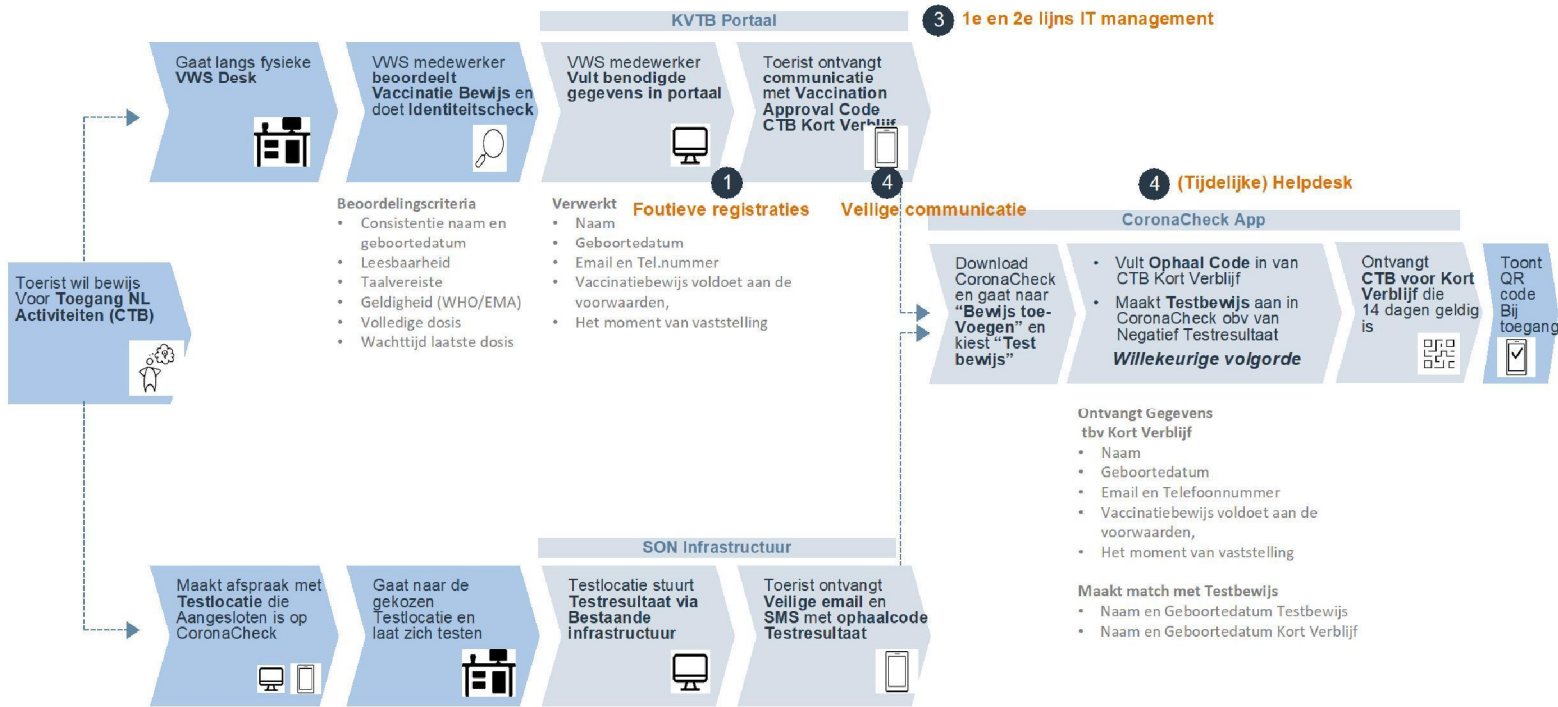 KVTB Portaal
3 1e en 2e lijns IT management
Gaat langs fysieke
VWS Desk
VWS medewerker
beoordeelt
Vaccinatie Bewijs en
doet Identiteitscheck
VWS medewerker
Vult benodigde
gegevens in portaal
Toerist ontvangt
communicatie
met Vaccination
Approval Code
CTB Kort Verblijf
1
Foutieve registraties
4
Veilige communicatie
4 (Tijdelijke) Helpdesk
Beoordelingscriteria
• Consistentie naam en
geboortedatum
• Leesbaarheid
• Taalvereiste
• Geldigheid (WHO/EMA)
• Volledige dosis
• Wachttijd laatste dosis
Verwerkt
• Naam
• Geboortedatum
• Email en Tel.nummer
• Vaccinatiebewijs voldoet aan de
voorwaarden,
• Het moment van vaststelling
Toerist wil bewijs
Voor Toegang NL
Activiteiten (CTB)
CoronaCheck App
Download
CoronaCheck
en gaat naar
“Bewijs toe-
Voegen” en
kiest “Test
bewijs”
• Vult Ophaal Code in van
CTB Kort Verblijf
• Maakt Testbewijs aan in
CoronaCheck obv van
Negatief Testresultaat
Willekeurige volgorde
Ontvangt
CTB voor Kort
Verblijf die
14 dagen geldig
is
Toont
QR
code
Bij
toegang
Ontvangt Gegevens
tbv Kort Verblijf
• Naam
• Geboortedatum
• Email en Telefoonnummer
• Vaccinatiebewijs voldoet aan de
voorwaarden,
• Het moment van vaststelling
Maakt match met Testbewijs
• Naam en Geboortedatum Testbewijs
• Naam en Geboortedatum Kort Verblijf
SON Infrastructuur
Maakt afspraak met
Testlocatie die
Aangesloten is op
CoronaCheck
Gaat naar de
gekozen
Testlocatie en
laat zich testen
Testlocatie stuurt
Testresultaat via
Bestaande
infrastructuur
Toerist ontvangt
Veilige email en
SMS met ophaalcode
Testresultaat